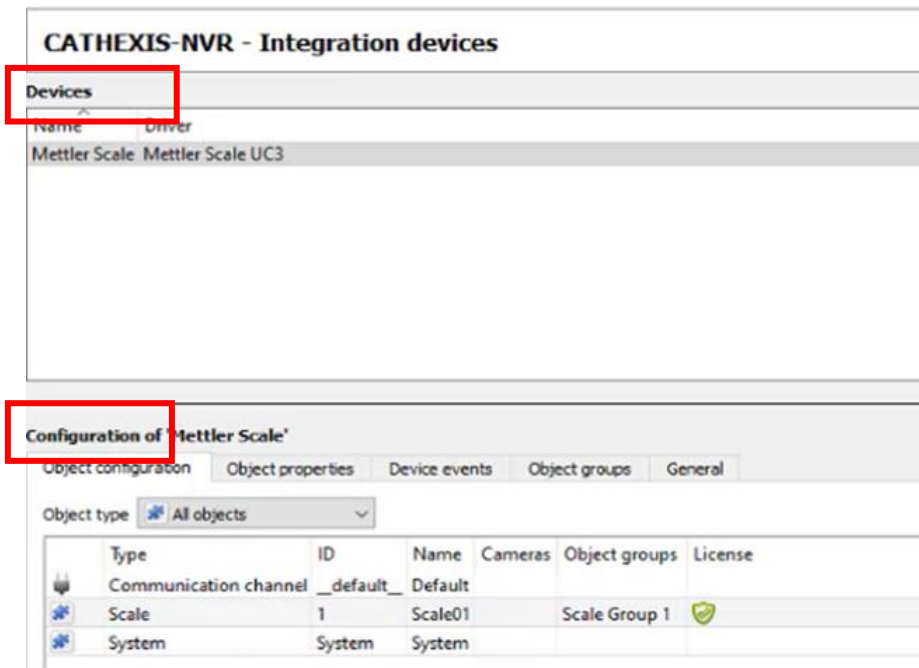 CATHEXIS-NVR - Integration devices
Devices
Name Driver
Mettler Scale Mettler Scale UC3
Configuration of 'Mettler Scale'
Object configuration Object properties Device events Object groups General
Object type All objects
Type ID Name Cameras Object groups License
Communication channel __default__ Default
Scale 1 Scale01 Scale Group 1
System System System